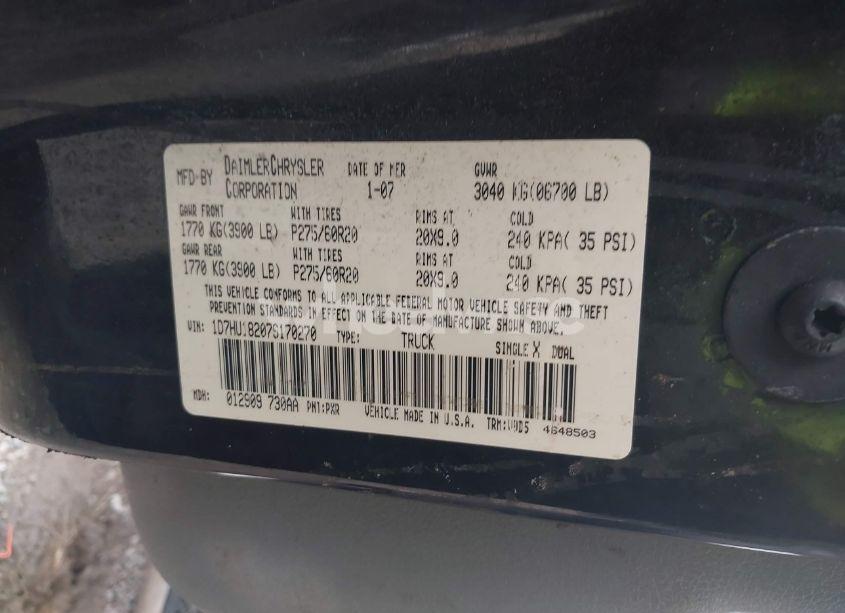 MFD-BY DAIMLERCHRYSLER CORPORATION DATE OF MFR 1-07 GVWR 3040 KG(06700 LB)
GAWR FRONT WITH TIRES RIMS AT COLD
1770 KG(3900 LB) P275/60R20 20X9.0 240 KPA( 35 PSI)
GAWR REAR WITH TIRES RIMS AT COLD
1770 KG(3900 LB) P275/60R20 20X9.0 240 KPA( 35 PSI)
THIS VEHICLE CONFORMS TO ALL APPLICABLE FEDERAL MOTOR VEHICLE SAFETY AND THEFT
PREVENTION STANDARDS IN EFFECT ON THE DATE OF MANUFACTURE SHOWN ABOVE.
VIN: 1D7HU18207S170270 TYPE: TRUCK SINGLE X DUAL
MDH: 012909 730AA PNT:PXR VEHICLE MADE IN U.S.A. TRM:V9D5 4648503